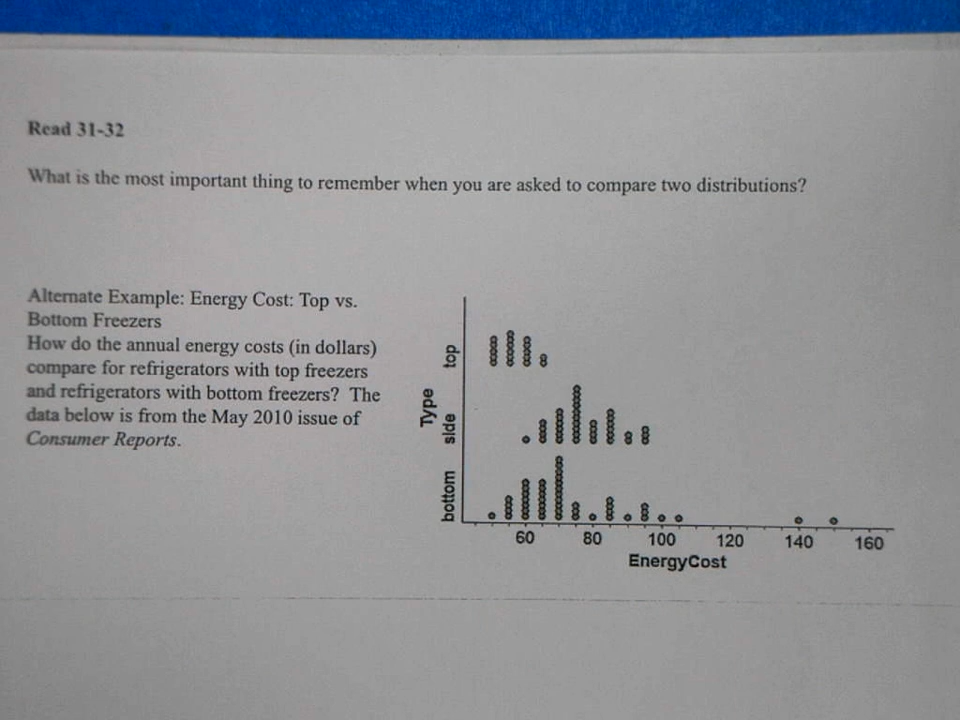 Read 31-32
What is the most important thing to remember when you are asked to compare two distributions?
Alternate Example: Energy Cost: Top vs.
Bottom Freezers
How do the annual energy costs (in dollars)
compare for refrigerators with top freezers
and refrigerators with bottom freezers? The
data below is from the May 2010 issue of
Consumer Reports.
Type
top
side
bottom
60 80 100 120 140 160
EnergyCost